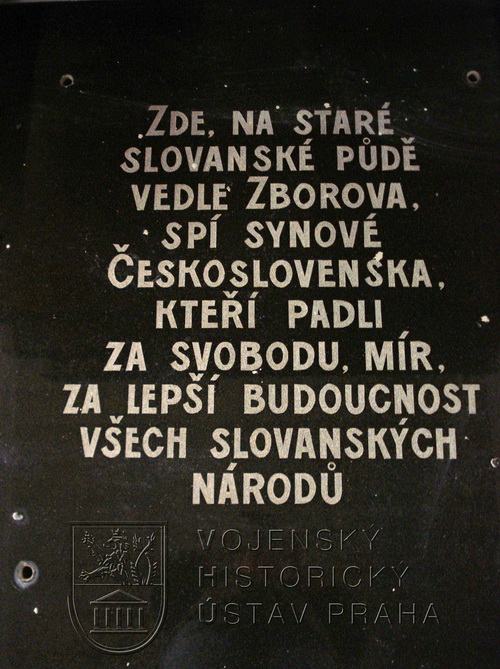 ZDE, NA STARÉ
SLOVANSKÉ PŮDĚ
VEDLE ZBOROVA,
SPÍ SYNOVÉ
ČESKOSLOVENSKA,
KTEŘÍ PADLI
ZA SVOBODU, MÍR,
ZA LEPŠÍ BUDOUCNOST
VŠECH SLOVANSKÝCH
NÁRODŮ
VOJENSKÝ
HISTORICKÝ
ÚSTAV PRAHA